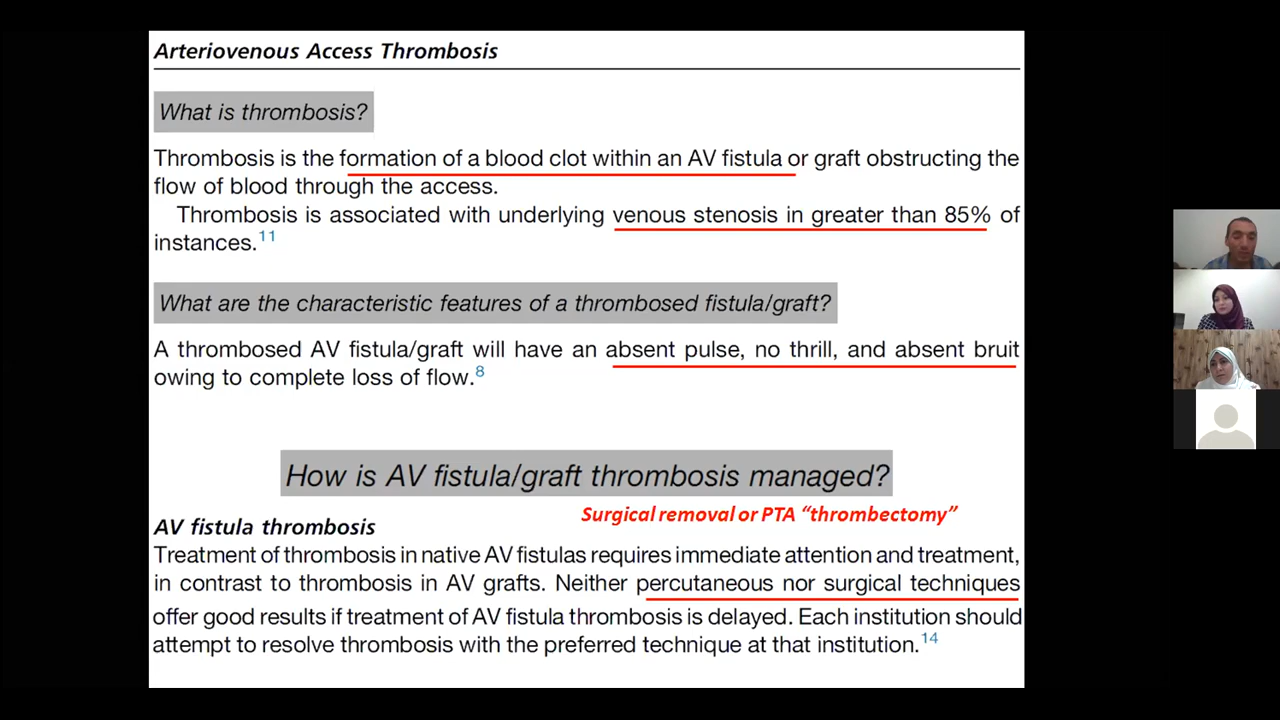 Arteriovenous Access Thrombosis
What is thrombosis?
Thrombosis is the formation of a blood clot within an AV fistula or graft obstructing the
flow of blood through the access.
Thrombosis is associated with underlying venous stenosis in greater than 85% of
instances.11
What are the characteristic features of a thrombosed fistula/graft?
A thrombosed AV fistula/graft will have an absent pulse, no thrill, and absent bruit
owing to complete loss of flow.8
How is AV fistula/graft thrombosis managed?
Surgical removal or PTA “thrombectomy”
AV fistula thrombosis
Treatment of thrombosis in native AV fistulas requires immediate attention and treatment,
in contrast to thrombosis in AV grafts. Neither percutaneous nor surgical techniques
offer good results if treatment of AV fistula thrombosis is delayed. Each institution should
attempt to resolve thrombosis with the preferred technique at that institution.14